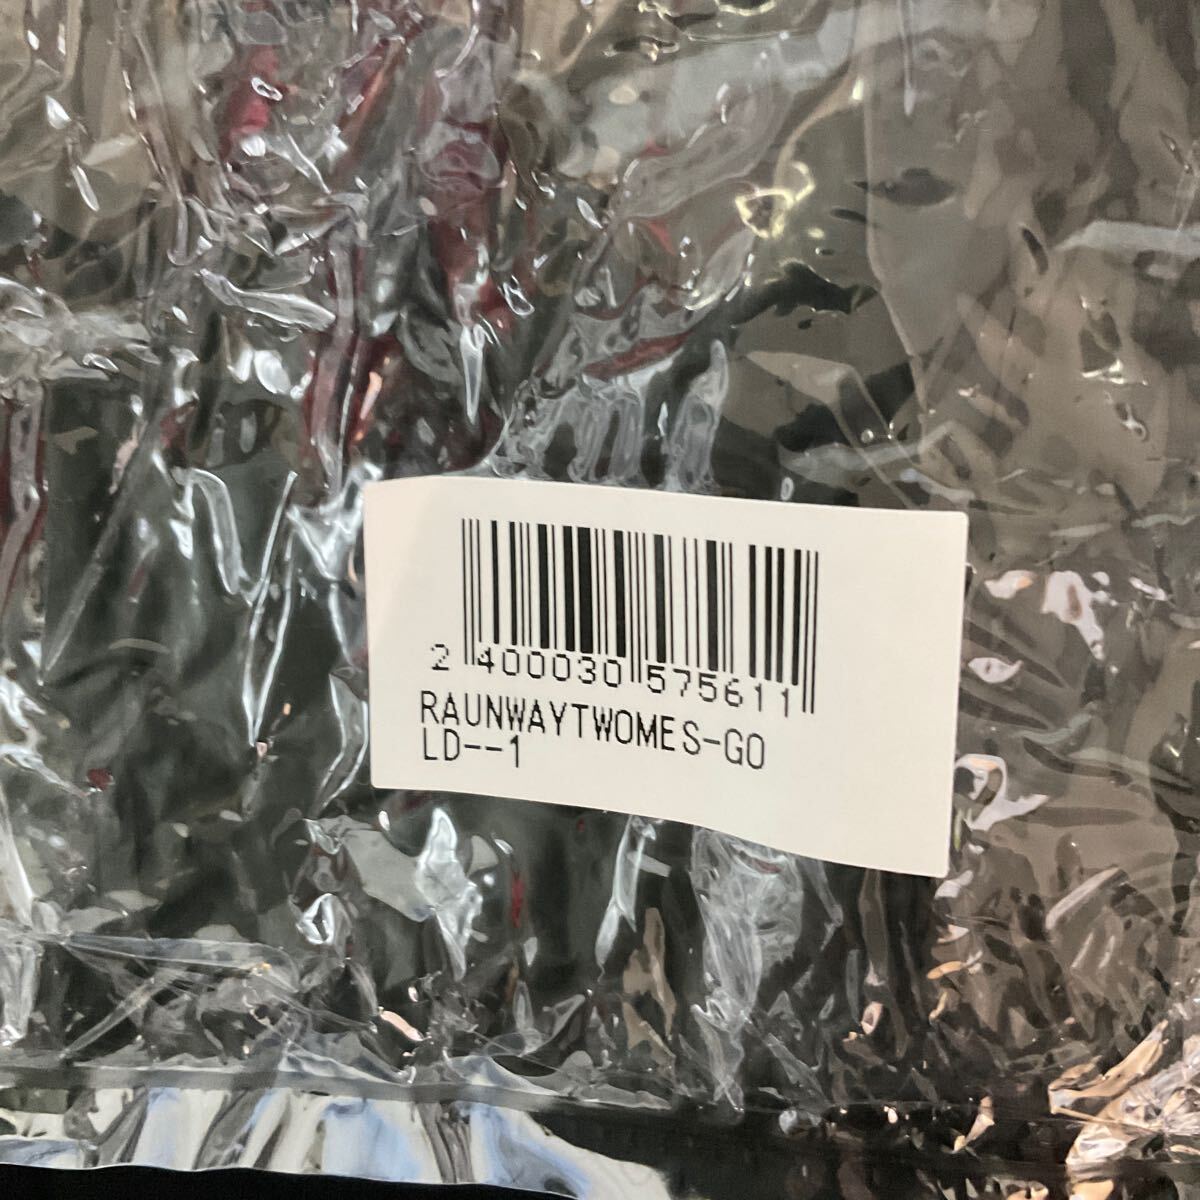 2 400030 575611
RAUNWAYTWOMES-GO
LD--1